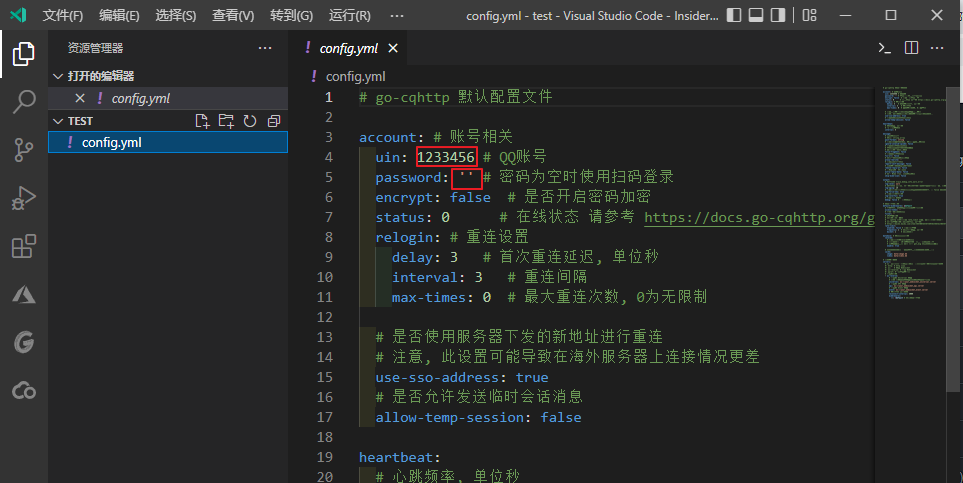 文件(F) 编辑(E) 选择(S) 查看(V) 转到(G) 运行(R) ··· config.yml - test - Visual Studio Code - Insider...
资源管理器 ···
打开的编辑器
config.yml
TEST
config.yml
config.yml
config.yml
1 # go-cqhttp 默认配置文件
2
3 account: # 账号相关
4 uin: 1233456 # QQ账号
5 password: '' # 密码为空时使用扫码登录
6 encrypt: false # 是否开启密码加密
7 status: 0 # 在线状态 请参考 https://docs.go-cqhttp.org/g
8 relogin: # 重连设置
9 delay: 3 # 首次重连延迟, 单位秒
10 interval: 3 # 重连间隔
11 max-times: 0 # 最大重连次数, 0为无限制
12
13 # 是否使用服务器下发的新地址进行重连
14 # 注意, 此设置可能导致在海外服务器上连接情况更差
15 use-sso-address: true
16 # 是否允许发送临时会话消息
17 allow-temp-session: false
18
19 heartbeat:
20 # 心跳频率, 单位秒